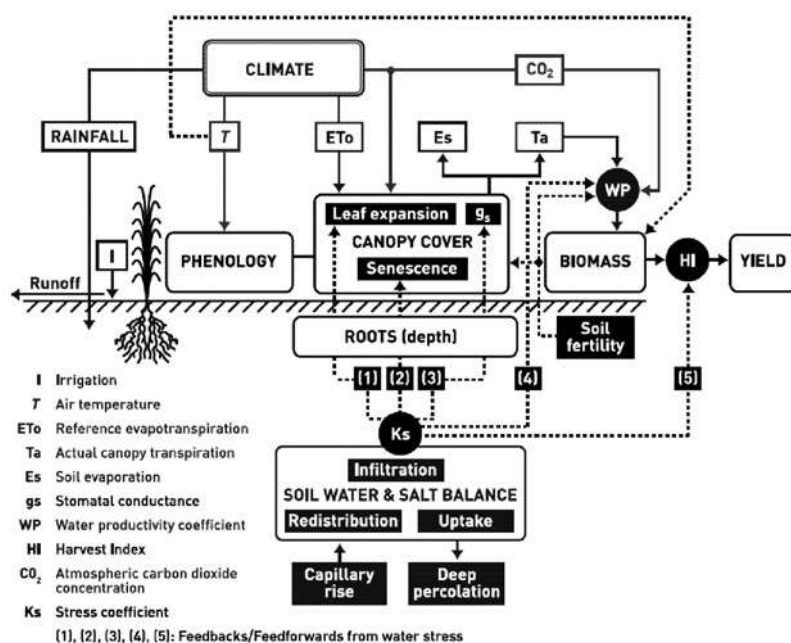 CLIMATE
CO₂
RAINFALL
T
ETo
Es
Ta
WP
Leaf expansion
gs
I
PHENOLOGY
CANOPY COVER
BIOMASS
HI
YIELD
Senescence
Runoff
ROOTS (depth)
Soil
fertility
(1)
(2)
(3)
(4)
(5)
Ks
Infiltration
SOIL WATER & SALT BALANCE
Redistribution
Uptake
Capillary
rise
Deep
percolation
I Irrigation
T Air temperature
ETo Reference evapotranspiration
Ta Actual canopy transpiration
Es Soil evaporation
gs Stomatal conductance
WP Water productivity coefficient
HI Harvest Index
CO₂ Atmospheric carbon dioxide
concentration
Ks Stress coefficient
(1), (2), (3), (4), (5): Feedbacks/Feedforwards from water stress